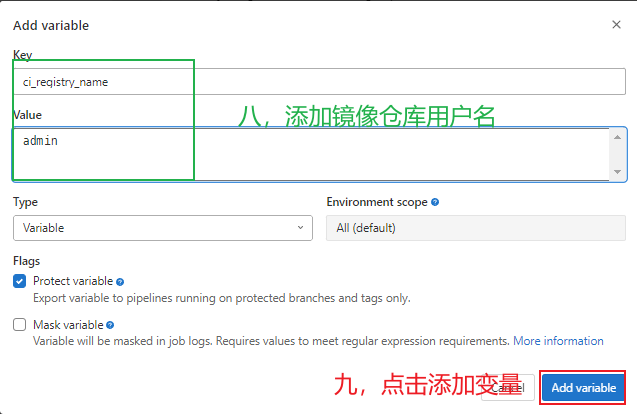 Add variable
Key
ci_registry_name
Value
八，添加镜像仓库用户名
admin
Type
Environment scope
Variable
All (default)
Flags
Protect variable
Export variable to pipelines running on protected branches and tags only.
Mask variable
Variable will be masked in job logs. Requires values to meet regular expression requirements. More information
九，点击添加变量
Cancel
Add variable